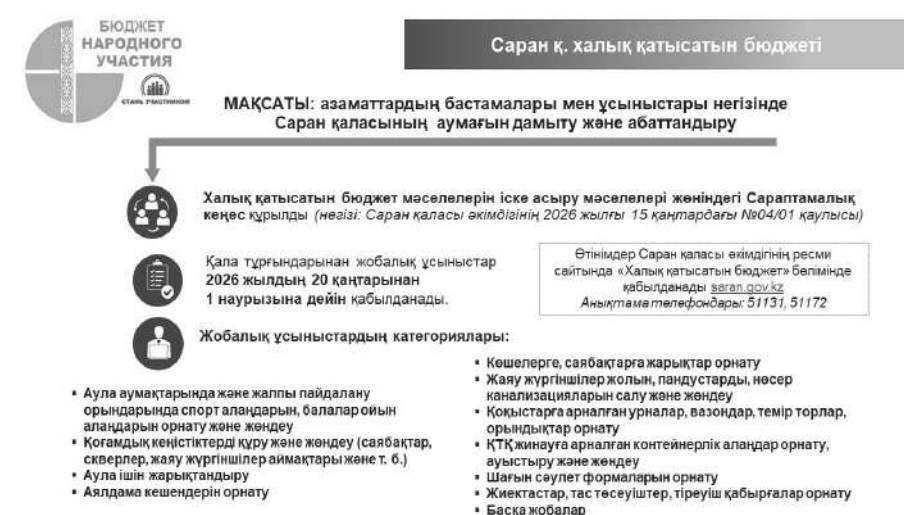 БЮДЖЕТ
НАРОДНОГО
УЧАСТИЯ
СТАНЬ УЧАСТНИКОМ
Саран қ. халық қатысатын бюджеті
МАҚСАТЫ: азаматтардың бастамалары мен ұсыныстары негізінде
Саран қаласының аумағын дамыту және абаттандыру
Халық қатысатын бюджет мәселелерін іске асыру мәселелері жөніндегі Сараптамалық
кеңес құрылды (негізі: Саран қаласы әкімдігінің 2026 жылғы 15 қаңтардағы №04/01 қаулысы)
Қала тұрғындарынан жобалық ұсыныстар
2026 жылдың 20 қаңтарынан
1 наурызына дейін қабылданады.
Өтінімдер Саран қаласы әкімдігінің ресми
сайтында «Халық қатысатын бюджет» бөлімінде
қабылданады saran.gov.kz
Анықтама телефондары: 51131, 51172
Жобалық ұсыныстардың категориялары:
▪ Аула аумақтарында және жалпы пайдалану
орындарында спорт алаңдарын, балалар ойын
алаңдарын орнату және жөндеу
▪ Қоғамдық кеңістіктерді құру және жөндеу (саябақтар,
скверлер, жаяу жүргіншілер аймақтары және т. б.)
▪ Аула ішін жарықтандыру
▪ Аялдама кешендерін орнату
▪ Көшелерге, саябақтарға жарықтар орнату
▪ Жаяу жүргіншілер жолын, пандустарды, нөсер
канализацияларын салу және жөндеу
▪ Қоқыстарға арналған урналар, вазондар, темір торлар,
орындықтар орнату
▪ ҚТҚ жинауға арналған контейнерлік алаңдар орнату,
ауыстыру және жөндеу
▪ Шағын сәулет формаларын орнату
▪ Жиектастар, тас төсеуіштер, тіреуіш қабырғалар орнату
▪ Басқа жобалар